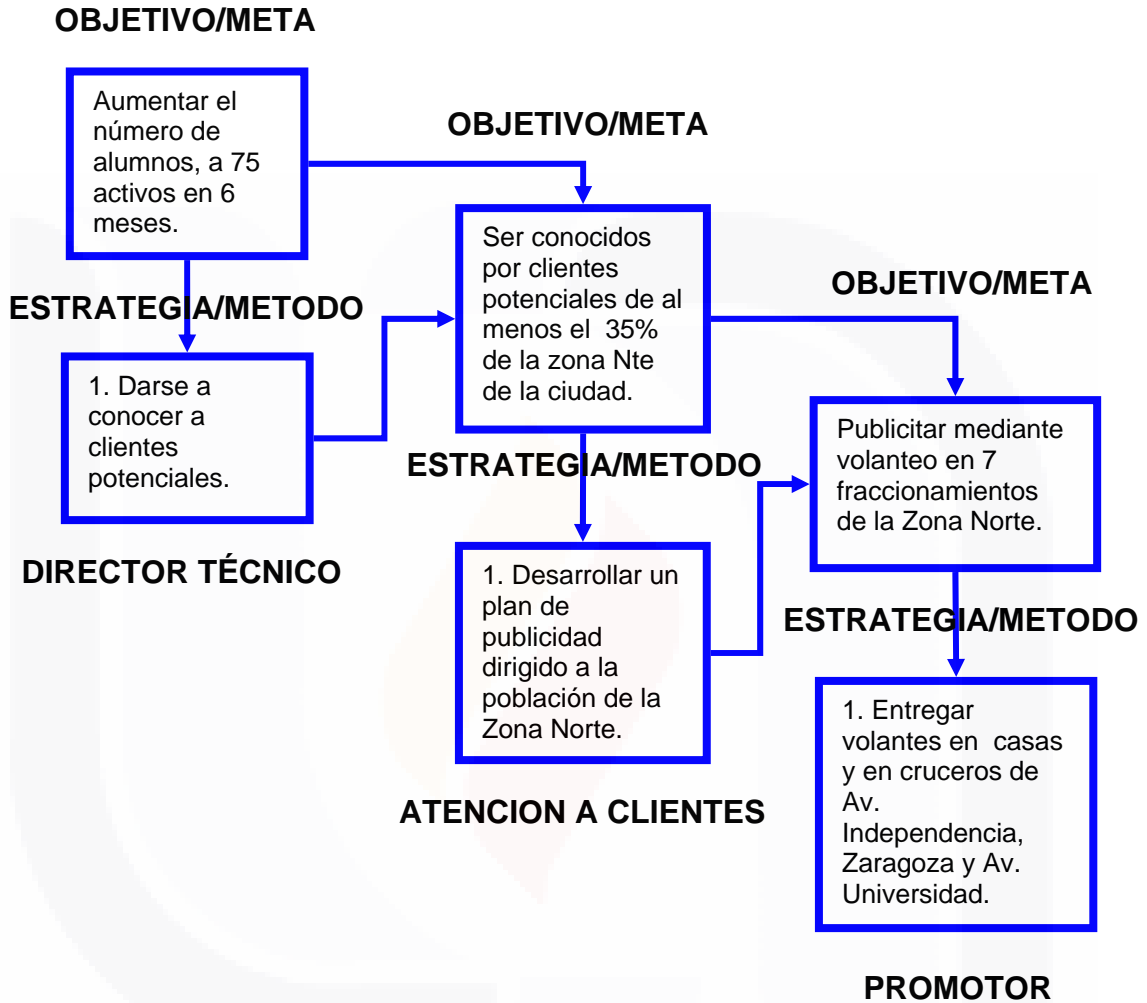 OBJETIVO/META
Aumentar el
número de
alumnos, a 75
activos en 6
meses.
ESTRATEGIA/METODO
1. Darse a
conocer a
clientes
potenciales.
DIRECTOR TÉCNICO
OBJETIVO/META
Ser conocidos
por clientes
potenciales de al
menos el 35%
de la zona Nte
de la ciudad.
ESTRATEGIA/METODO
1. Desarrollar un
plan de
publicidad
dirigido a la
población de la
Zona Norte.
ATENCION A CLIENTES
OBJETIVO/META
Publicitar mediante
volanteo en 7
fraccionamientos
de la Zona Norte.
ESTRATEGIA/METODO
1. Entregar
volantes en casas
y en cruceros de
Av.
Independencia,
Zaragoza y Av.
Universidad.
PROMOTOR